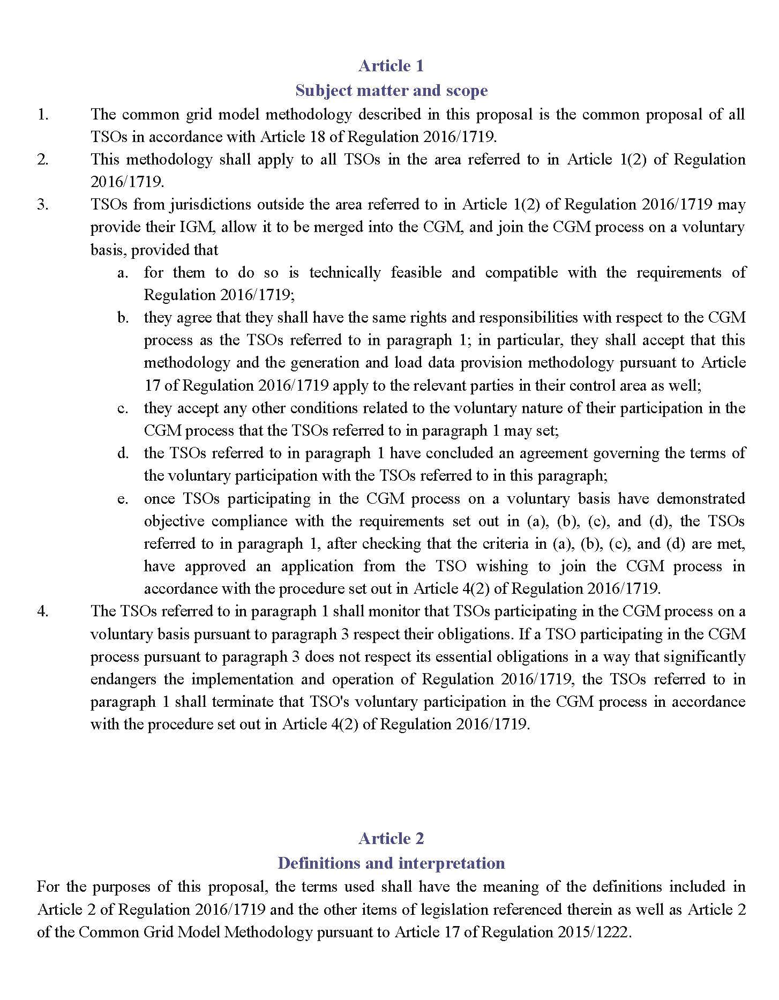 Article 1
Subject matter and scope
1. The common grid model methodology described in this proposal is the common proposal of all
TSOs in accordance with Article 18 of Regulation 2016/1719.
2. This methodology shall apply to all TSOs in the area referred to in Article 1(2) of Regulation
2016/1719.
3. TSOs from jurisdictions outside the area referred to in Article 1(2) of Regulation 2016/1719 may
provide their IGM, allow it to be merged into the CGM, and join the CGM process on a voluntary
basis, provided that
a. for them to do so is technically feasible and compatible with the requirements of
Regulation 2016/1719;
b. they agree that they shall have the same rights and responsibilities with respect to the CGM
process as the TSOs referred to in paragraph 1; in particular, they shall accept that this
methodology and the generation and load data provision methodology pursuant to Article
17 of Regulation 2016/1719 apply to the relevant parties in their control area as well;
c. they accept any other conditions related to the voluntary nature of their participation in the
CGM process that the TSOs referred to in paragraph 1 may set;
d. the TSOs referred to in paragraph 1 have concluded an agreement governing the terms of
the voluntary participation with the TSOs referred to in this paragraph;
e. once TSOs participating in the CGM process on a voluntary basis have demonstrated
objective compliance with the requirements set out in (a), (b), (c), and (d), the TSOs
referred to in paragraph 1, after checking that the criteria in (a), (b), (c), and (d) are met,
have approved an application from the TSO wishing to join the CGM process in
accordance with the procedure set out in Article 4(2) of Regulation 2016/1719.
4. The TSOs referred to in paragraph 1 shall monitor that TSOs participating in the CGM process on a
voluntary basis pursuant to paragraph 3 respect their obligations. If a TSO participating in the CGM
process pursuant to paragraph 3 does not respect its essential obligations in a way that significantly
endangers the implementation and operation of Regulation 2016/1719, the TSOs referred to in
paragraph 1 shall terminate that TSO's voluntary participation in the CGM process in accordance
with the procedure set out in Article 4(2) of Regulation 2016/1719.
Article 2
Definitions and interpretation
For the purposes of this proposal, the terms used shall have the meaning of the definitions included in
Article 2 of Regulation 2016/1719 and the other items of legislation referenced therein as well as Article 2
of the Common Grid Model Methodology pursuant to Article 17 of Regulation 2015/1222.